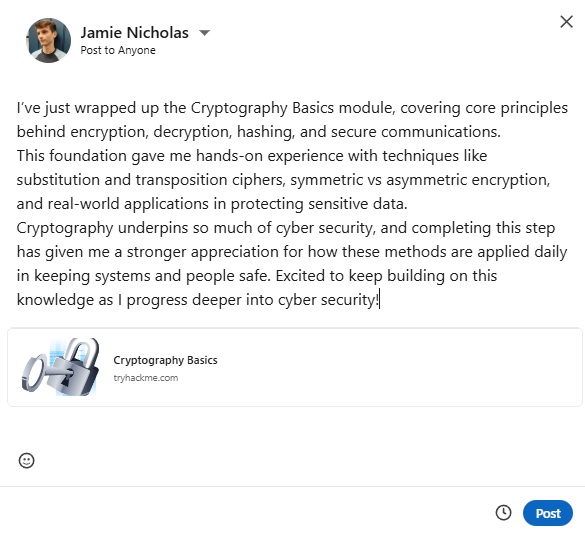 Jamie Nicholas
Post to Anyone
I've just wrapped up the Cryptography Basics module, covering core principles
behind encryption, decryption, hashing, and secure communications.
This foundation gave me hands-on experience with techniques like
substitution and transposition ciphers, symmetric vs asymmetric encryption,
and real-world applications in protecting sensitive data.
Cryptography underpins so much of cyber security, and completing this step
has given me a stronger appreciation for how these methods are applied daily
in keeping systems and people safe. Excited to keep building on this
knowledge as I progress deeper into cyber security!
Cryptography Basics
tryhackme.com
Post